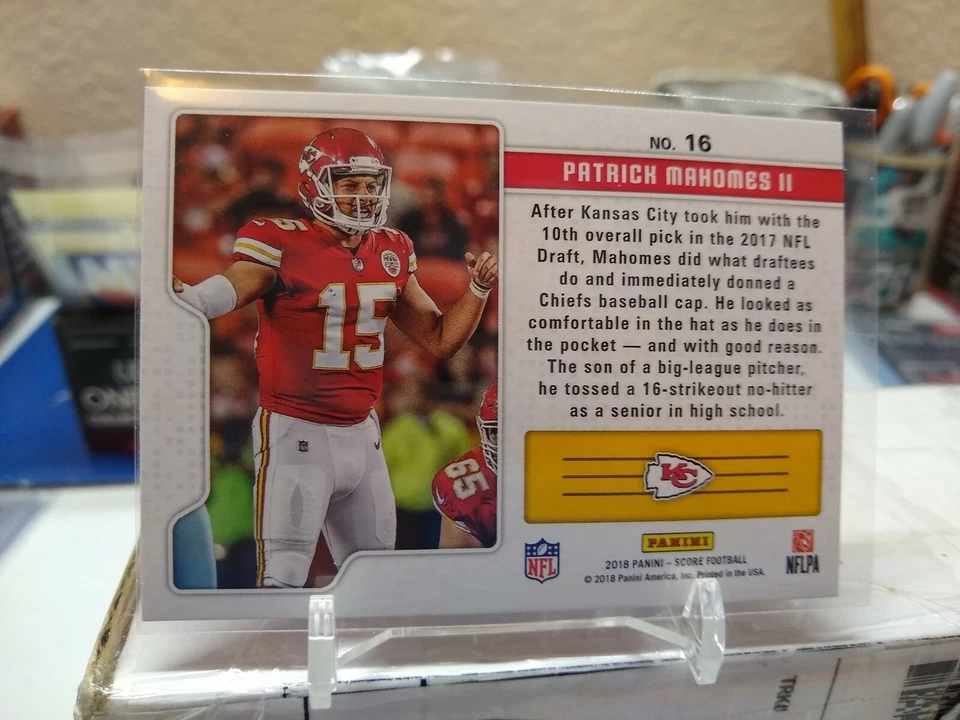 NO. 16
PATRICK MAHOMES II
After Kansas City took him with the
10th overall pick in the 2017 NFL
Draft, Mahomes did what draftees
do and immediately donned a
Chiefs baseball cap. He looked as
comfortable in the hat as he does in
the pocket — and with good reason.
The son of a big-league pitcher,
he tossed a 16-strikeout no-hitter
as a senior in high school.
15
15
65
KC
NFL
PANINI
2018 PANINI – SCORE FOOTBALL
© 2018 Panini America, Inc. Printed in the USA.
NFLPA
TRK#